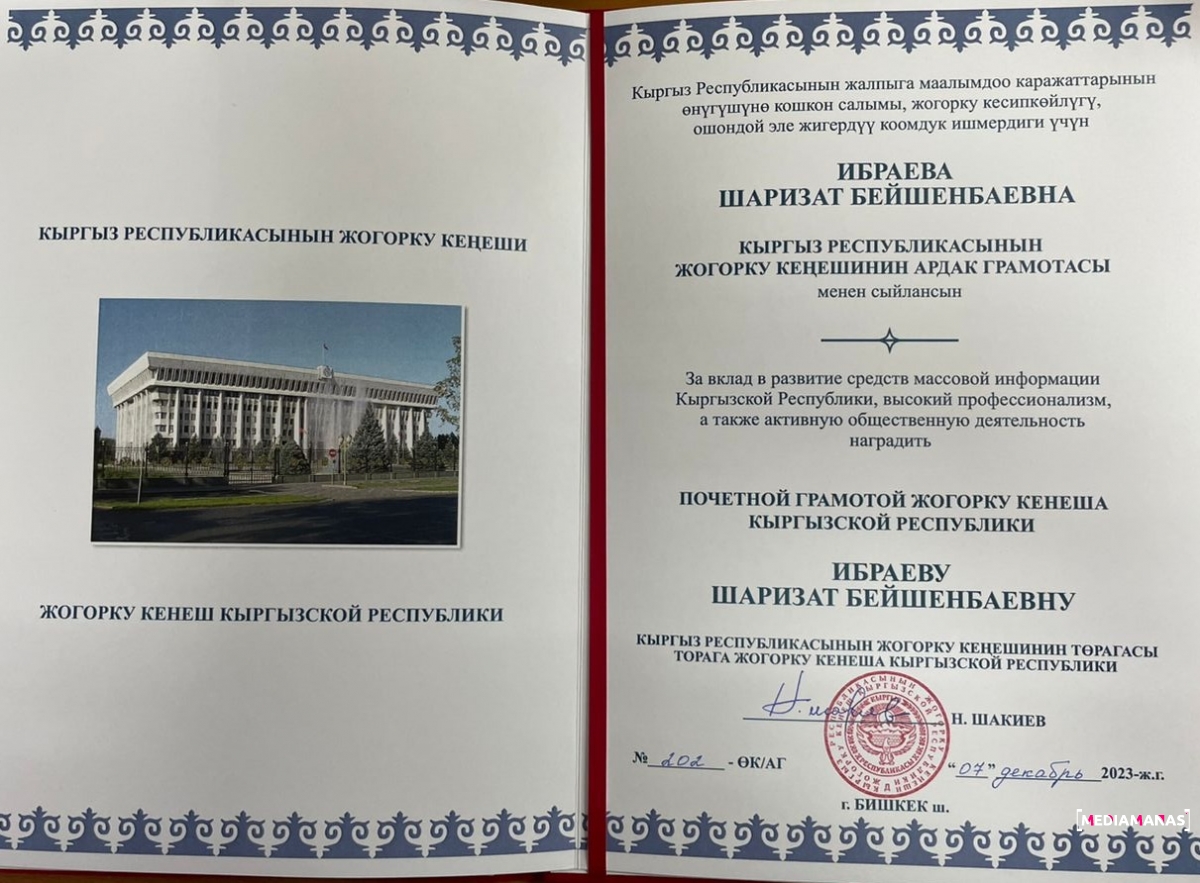 КЫРГЫЗ РЕСПУБЛИКАСЫНЫН ЖОГОРКУ КЕҢЕШИ
ЖОГОРКУ КЕНЕШ КЫРГЫЗСКОЙ РЕСПУБЛИКИ
Кыргыз Республикасынын жалпыга маалымдоо каражаттарынын
өнүгүшүнө кошкон салымы, жогорку кесипкөйлүгү,
ошондой эле жигердүү коомдук ишмердиги үчүн
ИБРАЕВА
ШАРИЗАТ БЕЙШЕНБАЕВНА
КЫРГЫЗ РЕСПУБЛИКАСЫНЫН
ЖОГОРКУ КЕҢЕШИНИН АРДАК ГРАМОТАСЫ
менен сыйлансын
За вклад в развитие средств массовой информации
Кыргызской Республики, высокий профессионализм,
а также активную общественную деятельность
наградить
ПОЧЕТНОЙ ГРАМОТОЙ ЖОГОРКУ КЕНЕША
КЫРГЫЗСКОЙ РЕСПУБЛИКИ
ИБРАЕВУ
ШАРИЗАТ БЕЙШЕНБАЕВНУ
КЫРГЫЗ РЕСПУБЛИКАСЫНЫН ЖОГОРКУ КЕҢЕШИНИН ТӨРАГАСЫ
ТОРАГА ЖОГОРКУ КЕНЕША КЫРГЫЗСКОЙ РЕСПУБЛИКИ
Н. ШАКИЕВ
№ 202 - ӨК/АГ
“07” декабрь 2023-ж.г.
г. БИШКЕК ш.
[MEDIAMANAS]